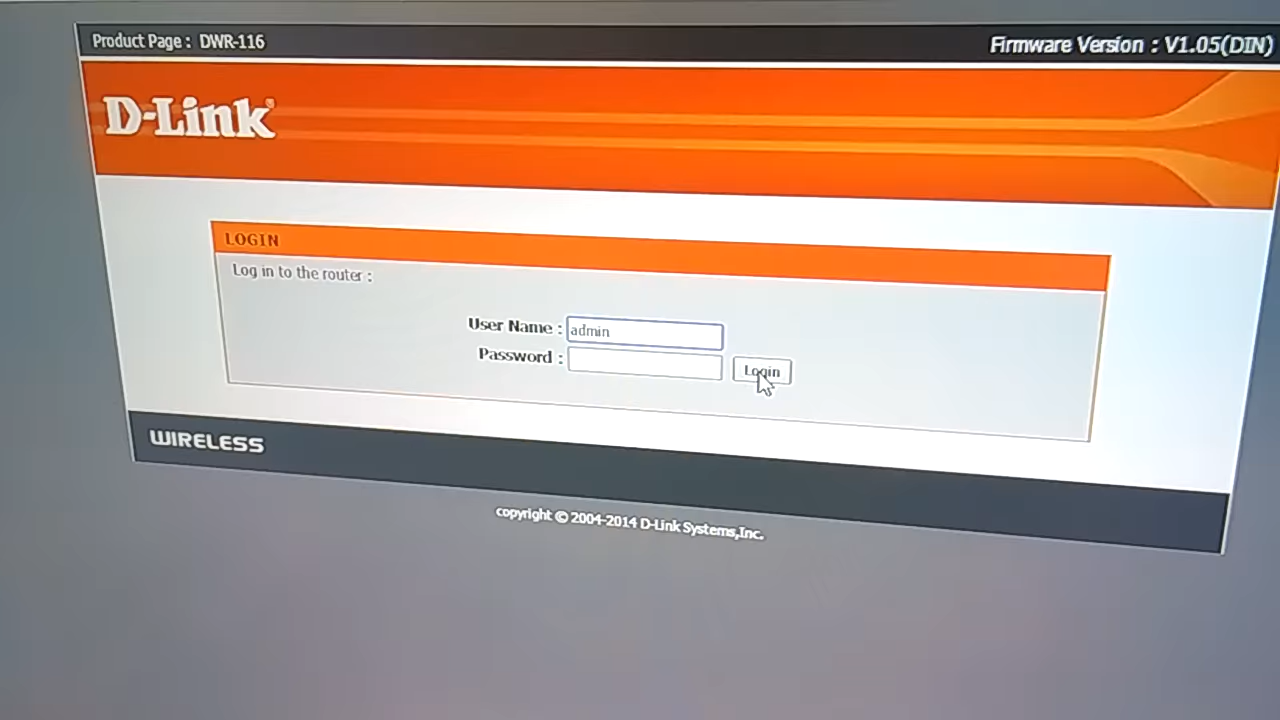 Product Page : DWR-116
Firmware Version : V1.05(DIN)
D-Link®
LOGIN
Log in to the router :
User Name : admin
Password :
Login
WIRELESS
copyright © 2004-2014 D-Link Systems,Inc.